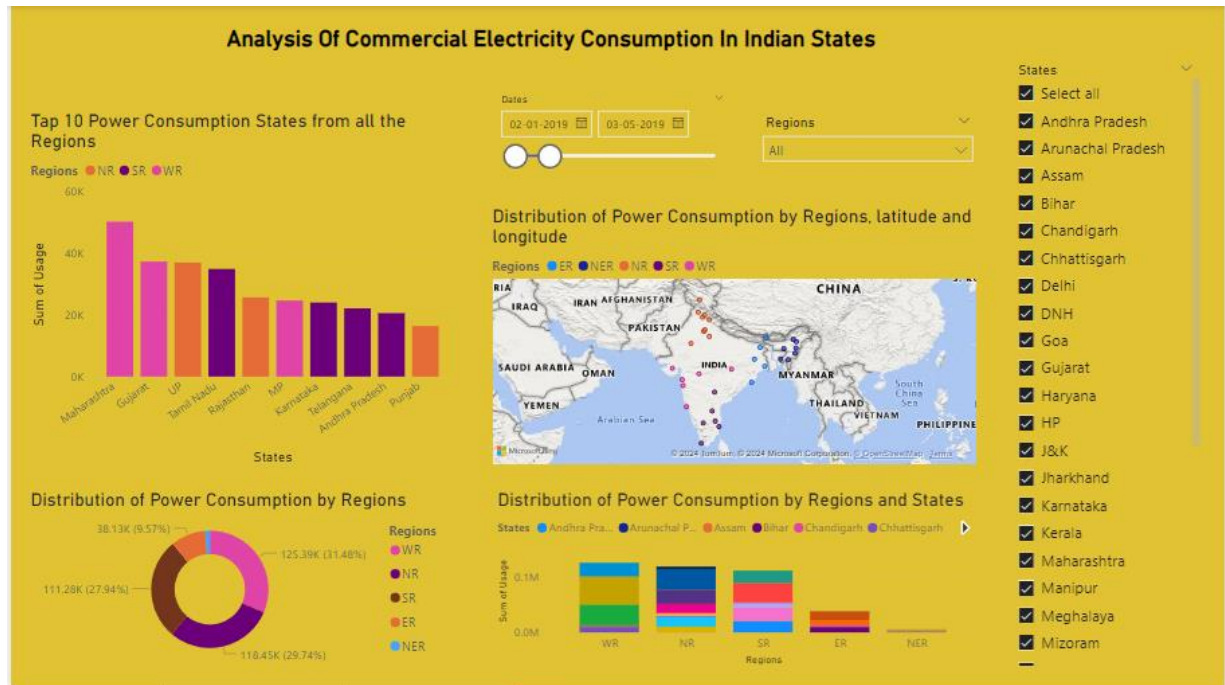 Analysis Of Commercial Electricity Consumption In Indian States
Tap 10 Power Consumption States from all the
Regions
Regions NR SR WR
60K
40K
20K
0K
Sum of Usage
Maharashtra
Gujarat
UP
Tamil Nadu
Rajasthan
MP
Karnataka
Telangana
Andhra Pradesh
Punjab
States
Dates
02-01-2019 03-05-2019
Regions
All
Distribution of Power Consumption by Regions, latitude and
longitude
Regions ER NER NR SR WR
RIA
IRAQ
IRAN
AFGHANISTAN
CHINA
PAKISTAN
SAUDI ARABIA
OMAN
INDIA
MYANMAR
YEMEN
Arabian Sea
THAILAND
VIETNAM
South
China
Sea
PHILIPPINE
Microsoft Bing
© 2024 TomTom, © 2024 Microsoft Corporation, © OpenStreetMap Terms
Distribution of Power Consumption by Regions
38.13K (9.57%)
125.39K (31.48%)
111.28K (27.94%)
118.45K (29.74%)
Regions
WR
NR
SR
ER
NER
Distribution of Power Consumption by Regions and States
States Andhra Pra... Arunachal P... Assam Bihar Chandigarh Chhattisgarh
0.1M
0.0M
Sum of Usage
WR NR SR ER NER
Regions
States
Select all
Andhra Pradesh
Arunachal Pradesh
Assam
Bihar
Chandigarh
Chhattisgarh
Delhi
DNH
Goa
Gujarat
Haryana
HP
J&K
Jharkhand
Karnataka
Kerala
Maharashtra
Manipur
Meghalaya
Mizoram